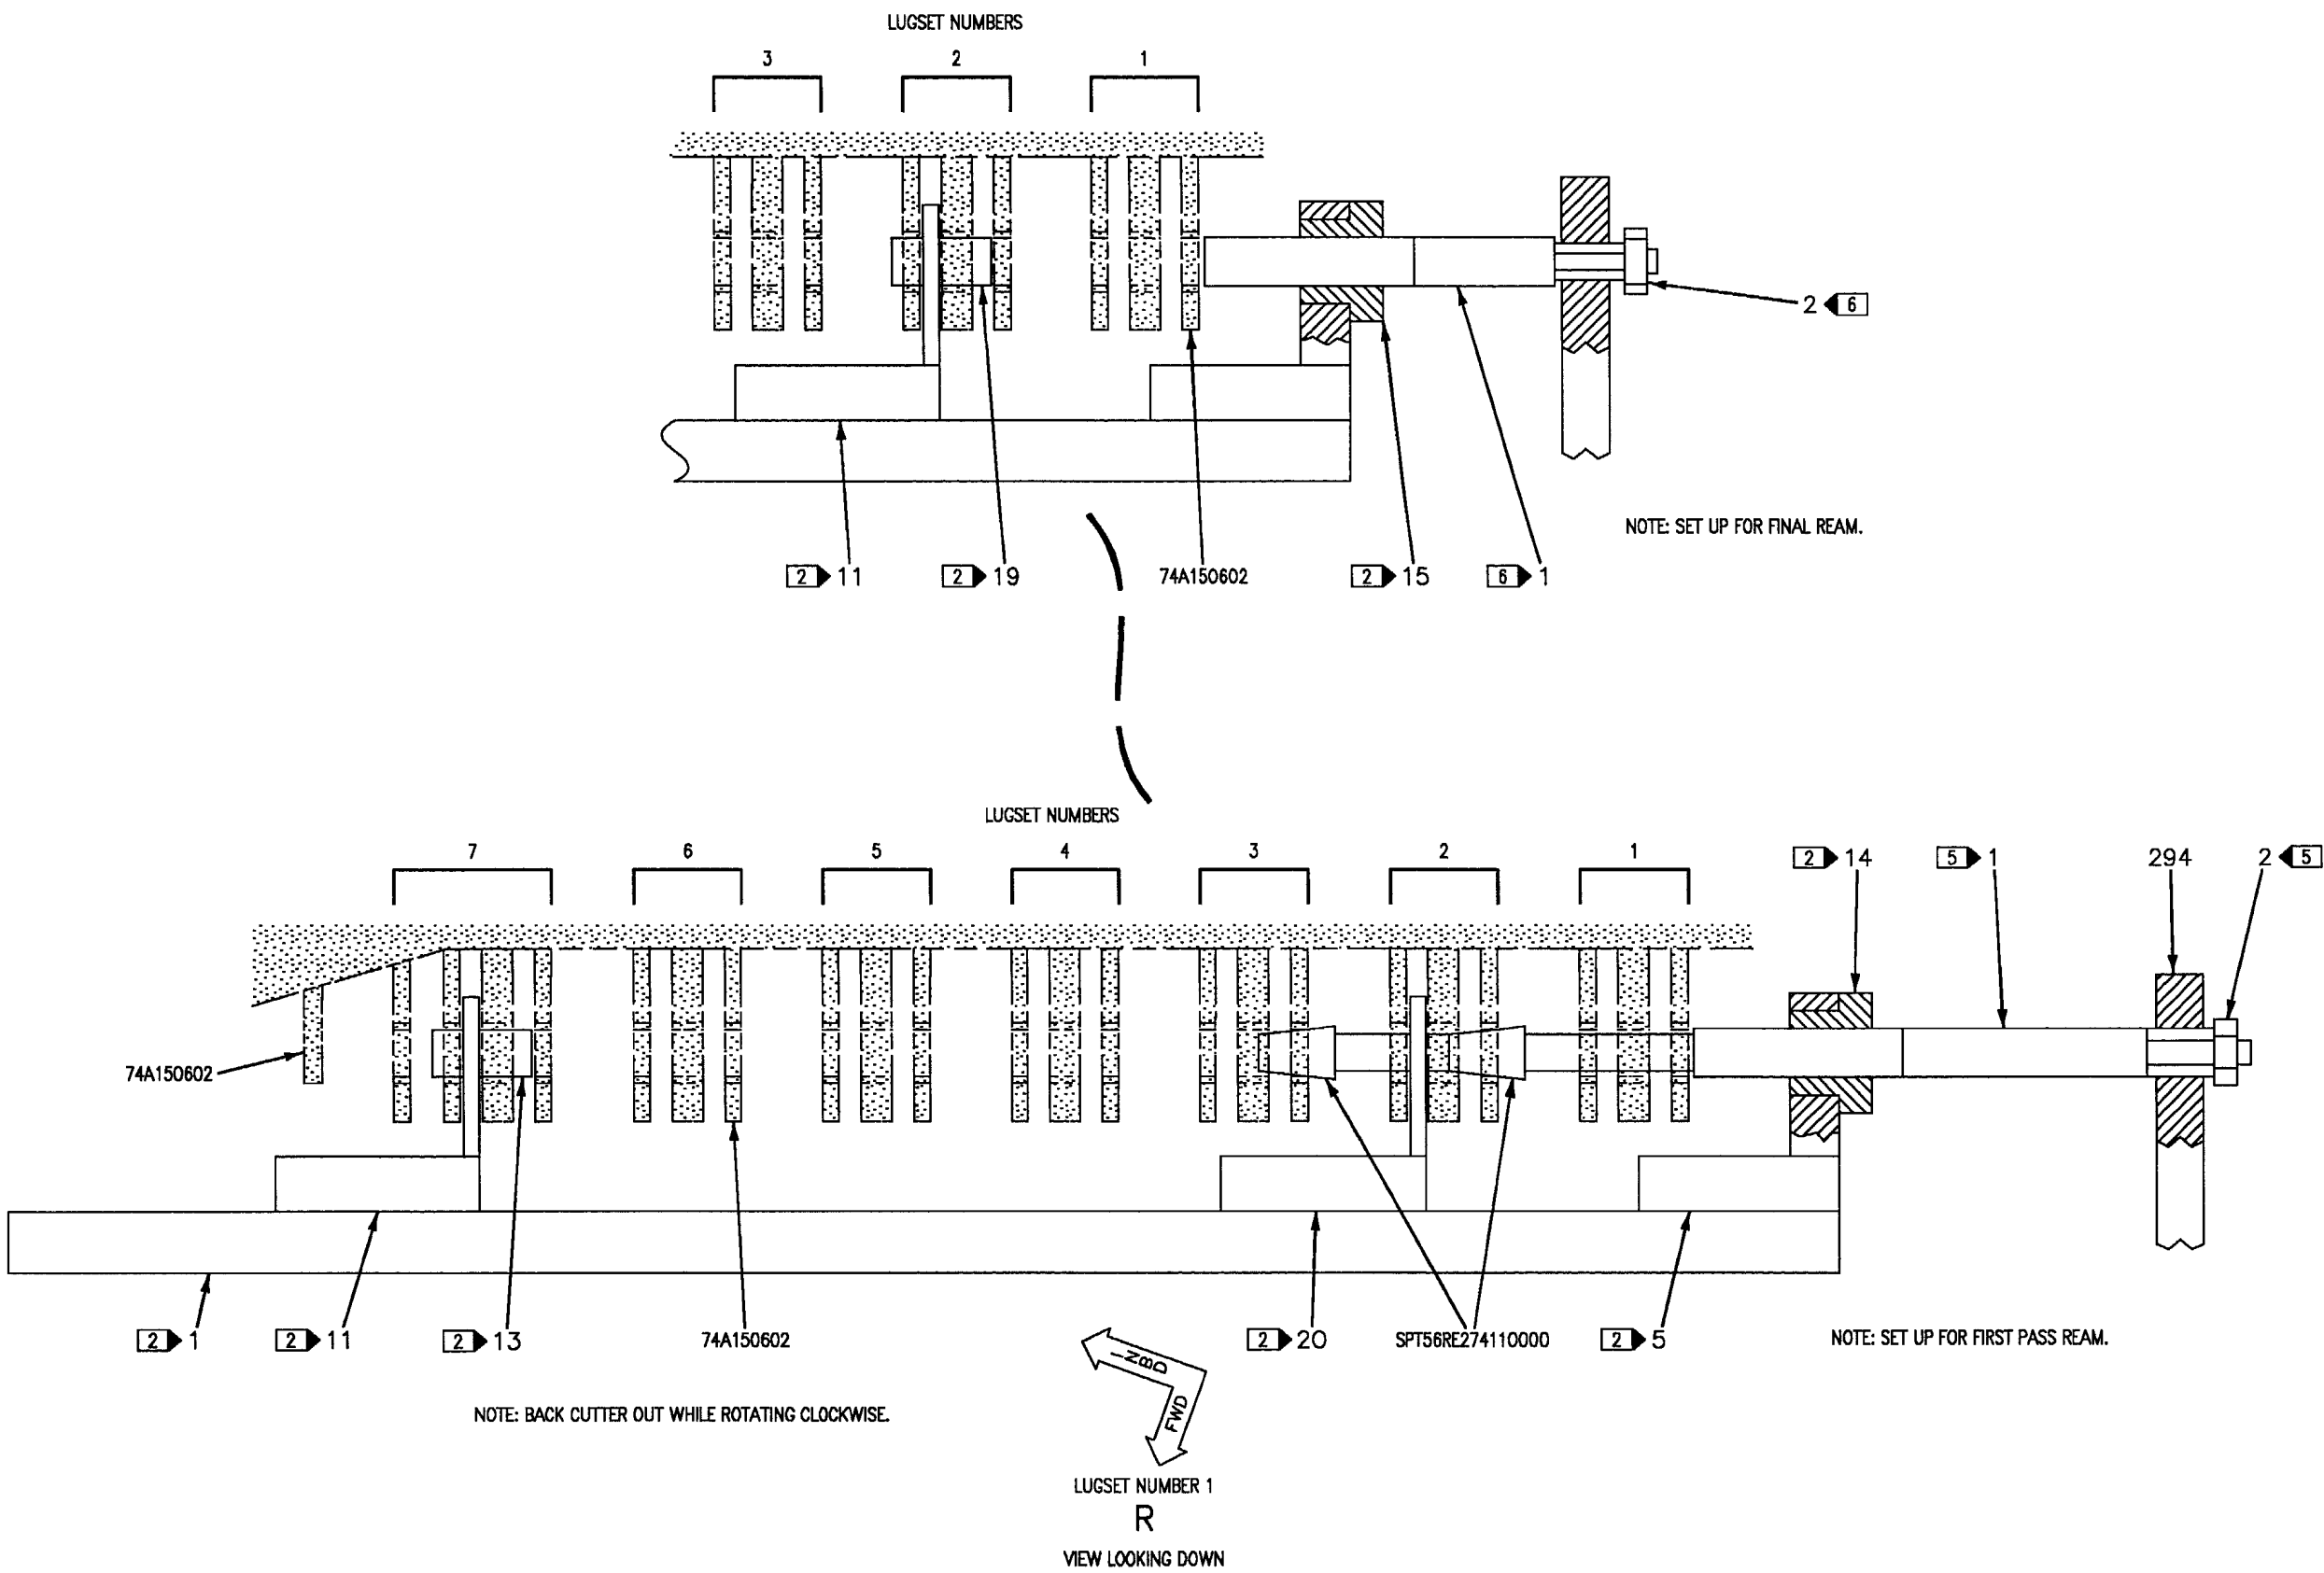 LUGSET NUMBERS
3 2 1
2 6
NOTE: SET UP FOR FINAL REAM.
2 11 2 19 74A150602 2 15 6 1
LUGSET NUMBERS
7 6 5 4 3 2 1 2 14 5 1 294 2 5
74A150602
2 1 2 11 2 13 74A150602 2 20 SPT56RE274110000 2 5 NOTE: SET UP FOR FIRST PASS REAM.
INBD
FWD
NOTE: BACK CUTTER OUT WHILE ROTATING CLOCKWISE.
LUGSET NUMBER 1
R
VIEW LOOKING DOWN